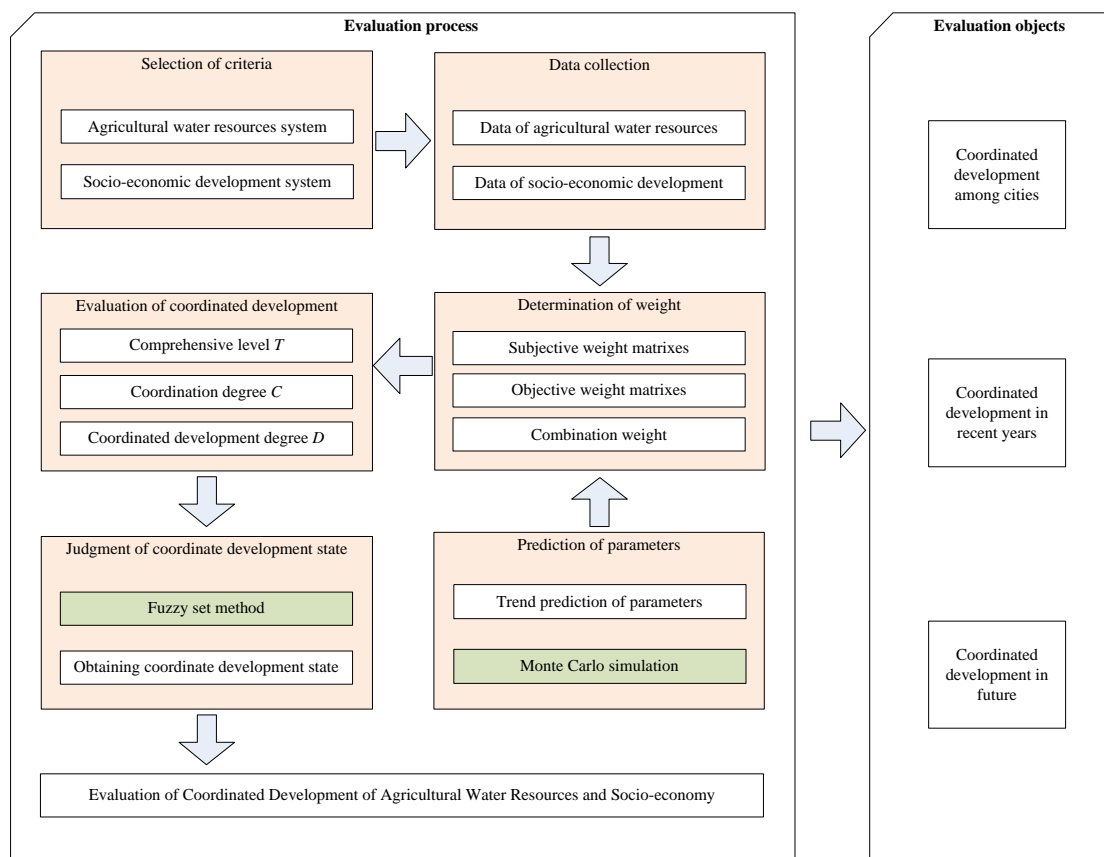 Evaluation process
Selection of criteria
Agricultural water resources system
Socio-economic development system
Data collection
Data of agricultural water resources
Data of socio-economic development
Evaluation of coordinated development
Comprehensive level T
Coordination degree C
Coordinated development degree D
Determination of weight
Subjective weight matrixes
Objective weight matrixes
Combination weight
Judgment of coordinate development state
Fuzzy set method
Obtaining coordinate development state
Prediction of parameters
Trend prediction of parameters
Monte Carlo simulation
Evaluation of Coordinated Development of Agricultural Water Resources and Socio-economy
Evaluation objects
Coordinated
development
among cities
Coordinated
development in
recent years
Coordinated
development in
future